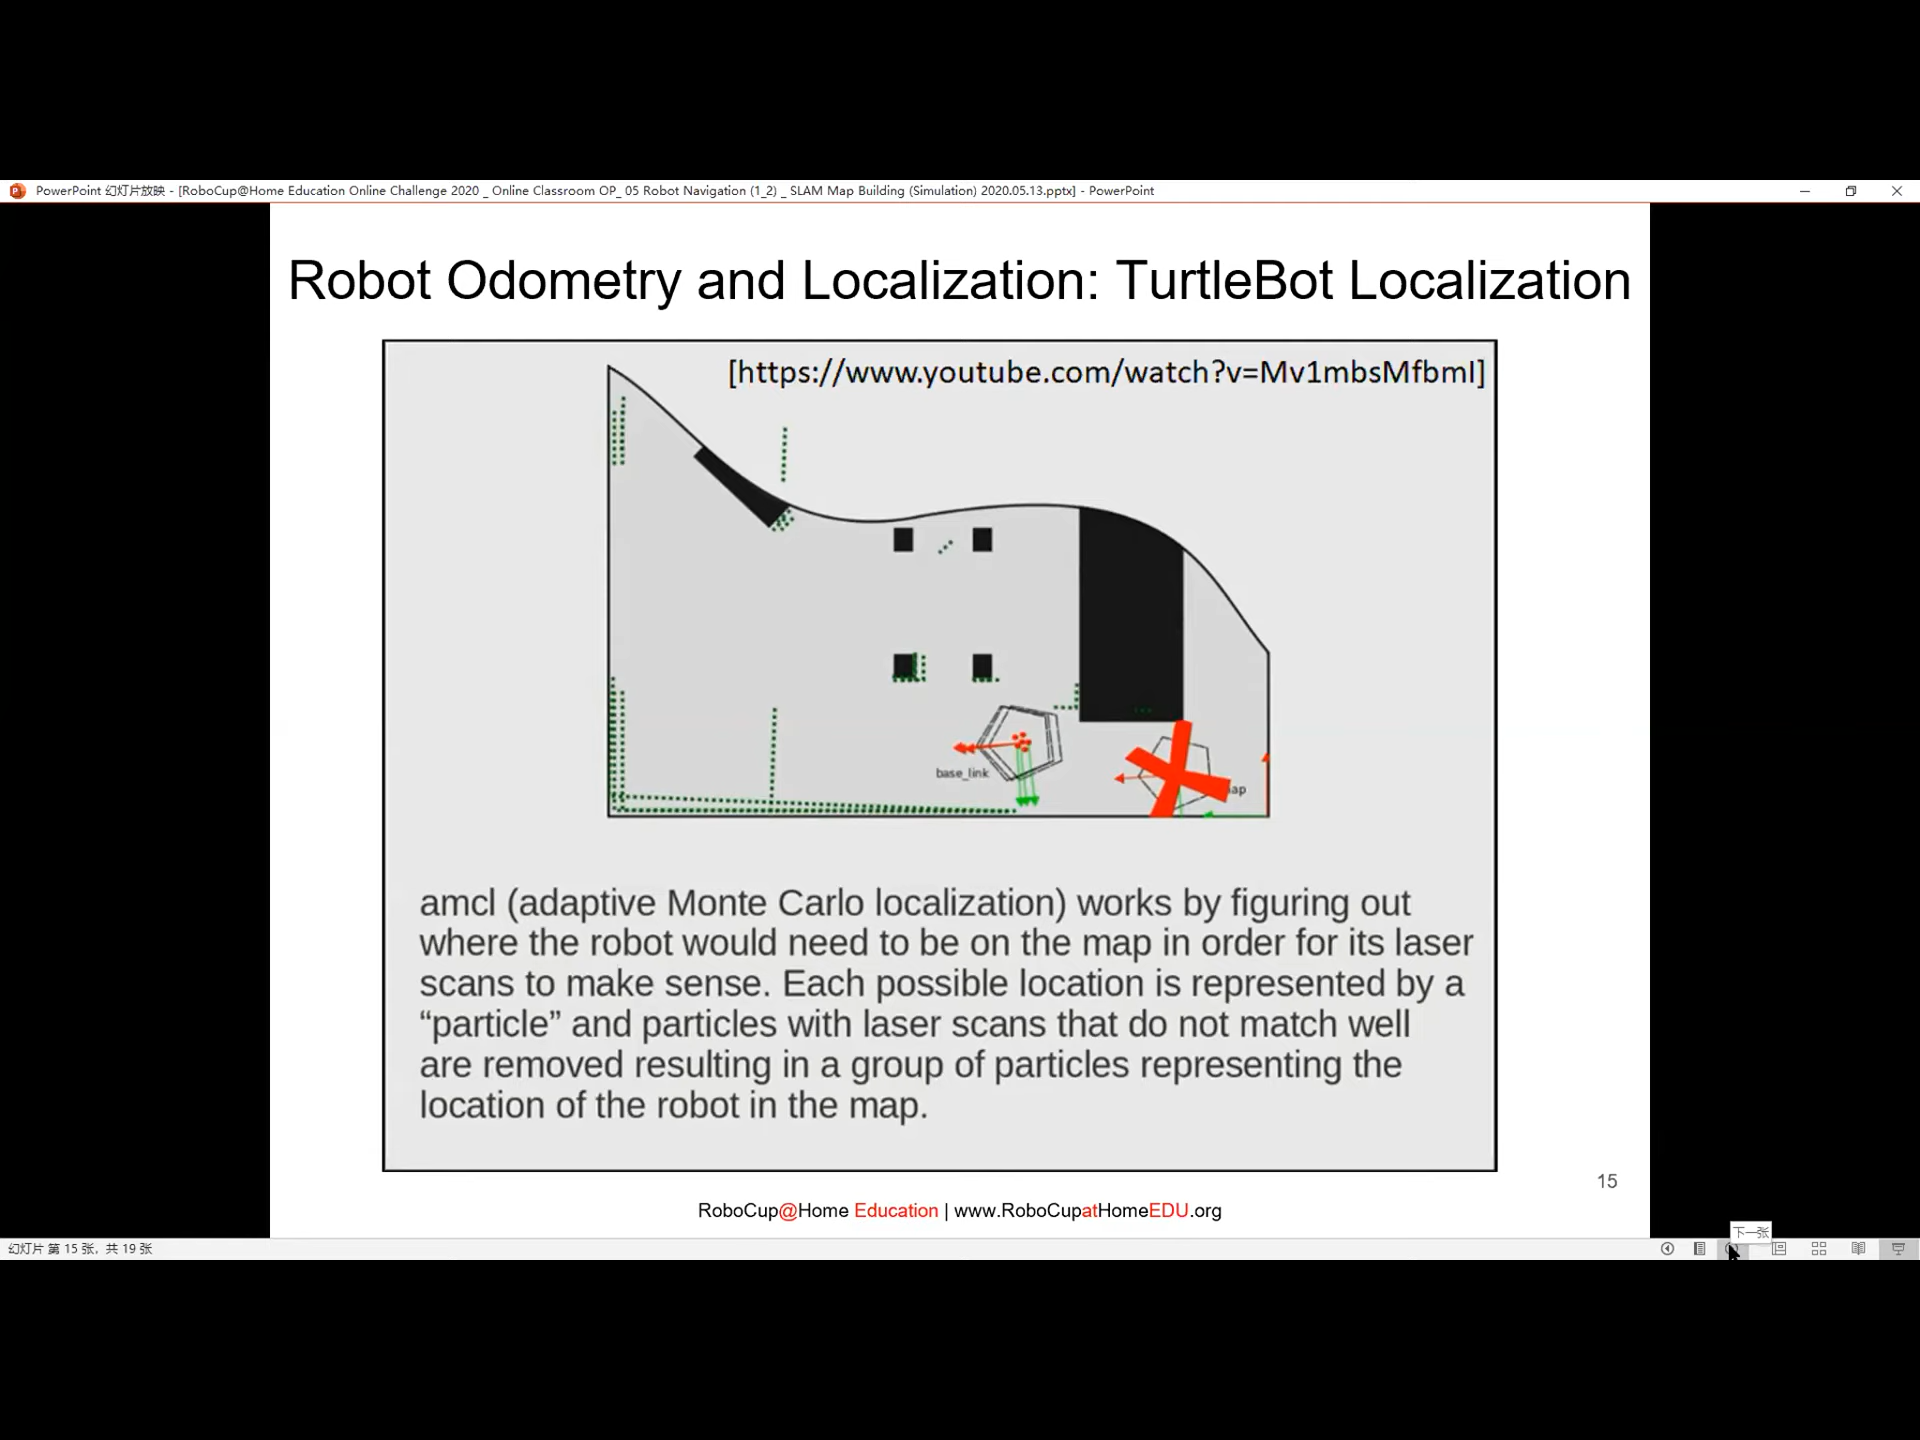 PowerPoint 幻灯片放映 - [RoboCup@Home Education Online Challenge 2020 _ Online Classroom OP_ 05 Robot Navigation (1_2) _ SLAM Map Building (Simulation) 2020.05.13.pptx] - PowerPoint
Robot Odometry and Localization: TurtleBot Localization
[https://www.youtube.com/watch?v=Mv1mbsMfbmI]
base_link
ap
amcl (adaptive Monte Carlo localization) works by figuring out
where the robot would need to be on the map in order for its laser
scans to make sense. Each possible location is represented by a
“particle” and particles with laser scans that do not match well
are removed resulting in a group of particles representing the
location of the robot in the map.
15
RoboCup@Home Education | www.RoboCupatHomeEDU.org
下一张
幻灯片 第 15 张，共 19 张